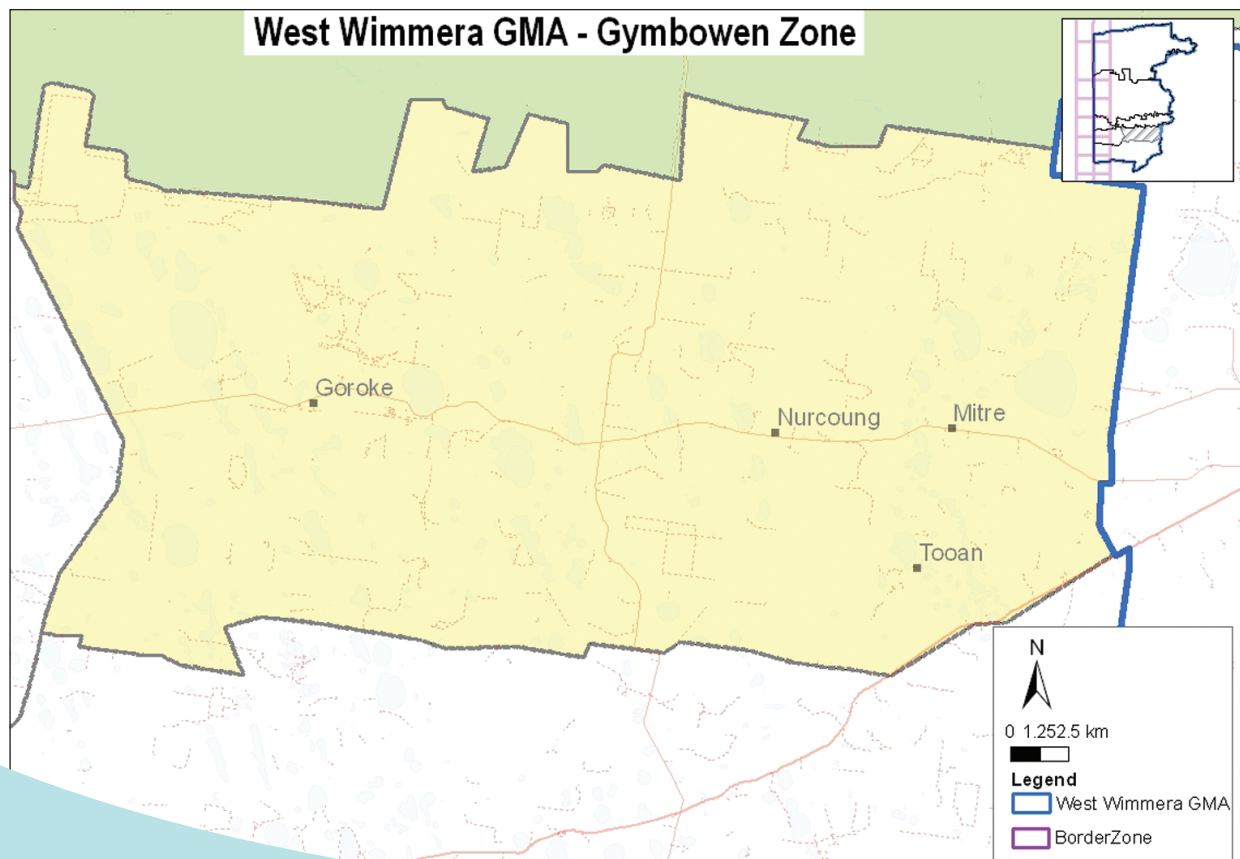 West Wimmera GMA - Gymbowen Zone
Goroke
Nurcoung
Mitre
Tooan
N
0 1.252.5 km
Legend
West Wimmera GMA
BorderZone